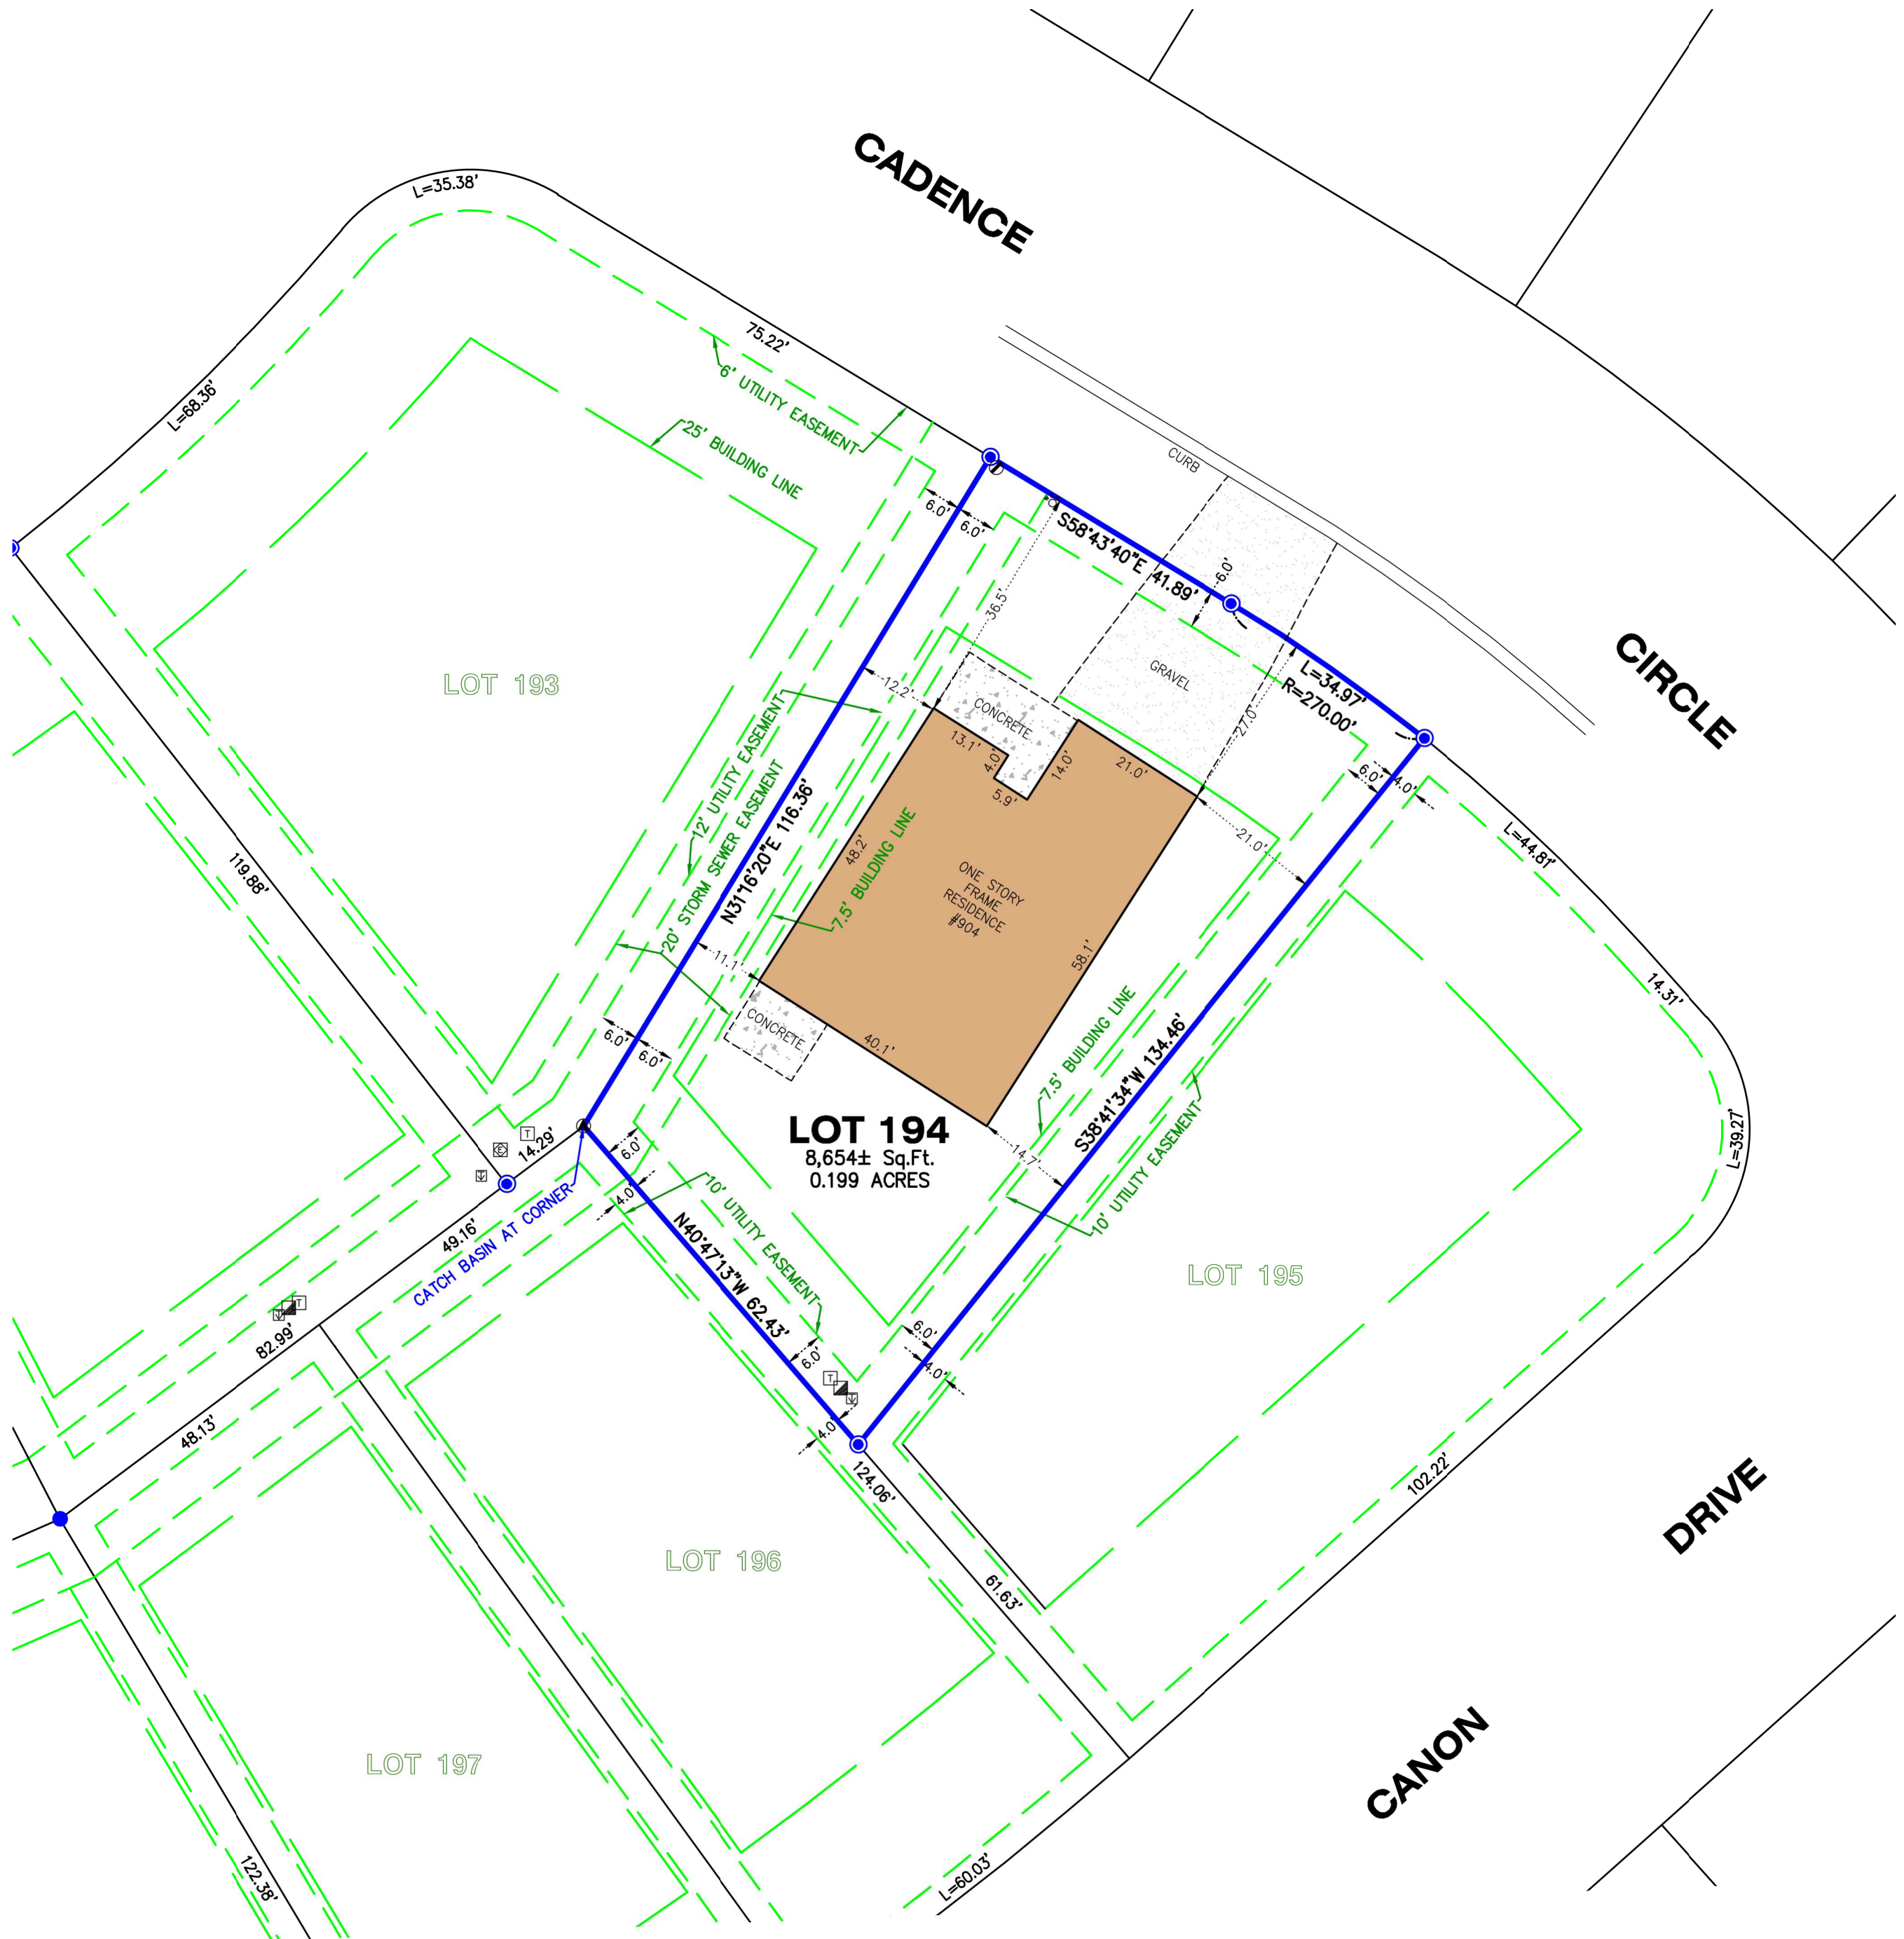 CADENCE
CIRCLE
L=35.38'
75.22'
L=68.36'
6' UTILITY EASEMENT
25' BUILDING LINE
CURB
6.0'
6.0'
S58°43'40"E 41.89'
6.0'
36.5'
GRAVEL
L=34.97'
R=270.00'
27.0'
LOT 193
12.2'
CONCRETE
13.1'
4.0'
5.9'
14.0'
21.0'
6.0'
4.0'
12' UTILITY EASEMENT
20' STORM SEWER EASEMENT
N31°16'20"E 116.36'
48.2'
7.5' BUILDING LINE
ONE STORY
FRAME
RESIDENCE
#904
21.0'
L=44.81'
119.88'
11.1'
58.1'
14.31'
6.0'
6.0'
CONCRETE
40.1'
7.5' BUILDING LINE
S38°41'34"W 134.46'
LOT 194
8,654± Sq.Ft.
0.199 ACRES
14.7'
10' UTILITY EASEMENT
L=39.27'
T
E
14.29'
6.0'
4.0'
10' UTILITY EASEMENT
N40°47'13"W 62.43'
49.16'
CATCH BASIN AT CORNER
LOT 195
T
82.99'
6.0'
6.0'
4.0'
T
4.0'
48.13'
124.06'
102.22'
DRIVE
LOT 196
61.63'
CANON
LOT 197
122.38'
L=60.03'